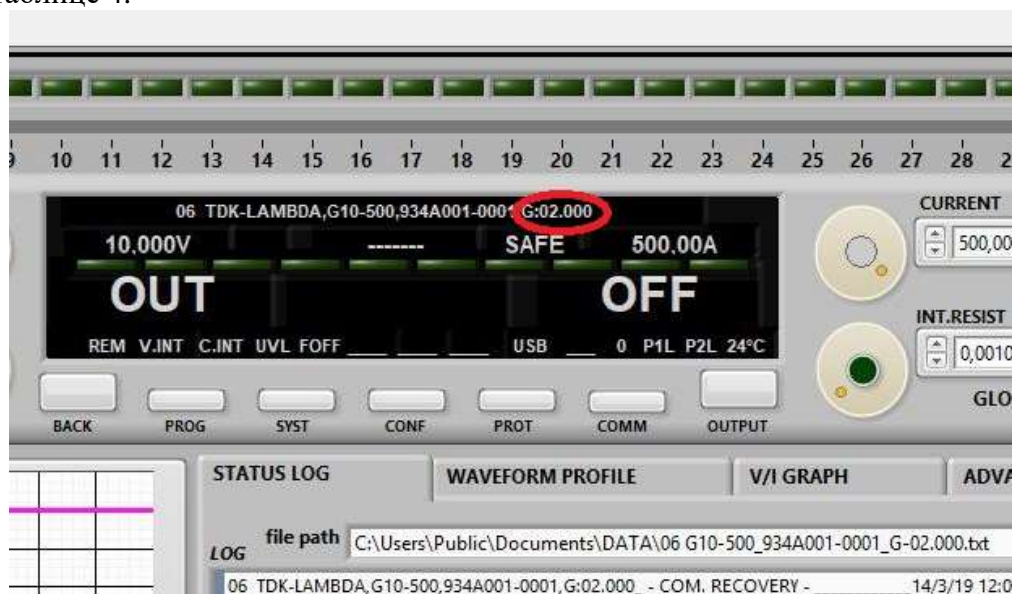 10 11 12 13 14 15 16 17 18 19 20 21 22 23 24 25 26 27 28
06 TDK-LAMBDA,G10-500,934A001-0001,G:02.000
10,000V ------- SAFE 500,00A
OUT OFF
REM V.INT C.INT UVL FOFF ___ ___ ___ USB ___ 0 P1L P2L 24°C
CURRENT
500,00
INT.RESIST
0,0010
GLO
BACK PROG SYST CONF PROT COMM OUTPUT
STATUS LOG WAVEFORM PROFILE V/I GRAPH ADVA
LOG file path C:\Users\Public\Documents\DATA\06 G10-500_934A001-0001_G-02.000.txt
06 TDK-LAMBDA,G10-500,934A001-0001,G:02.000_ - COM. RECOVERY - __________14/3/19 12:0